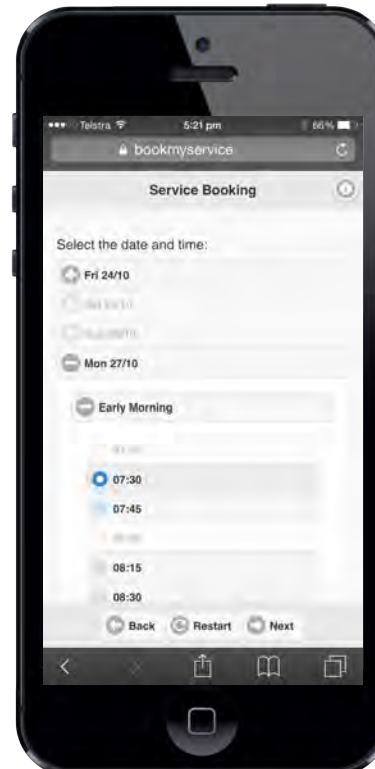 Telstra 5:21 pm 66%
bookmyservice
Service Booking
Select the date and time:
Fri 24/10
Mon 27/10
Early Morning
07:30
07:45
08:15
08:30
Back Restart Next